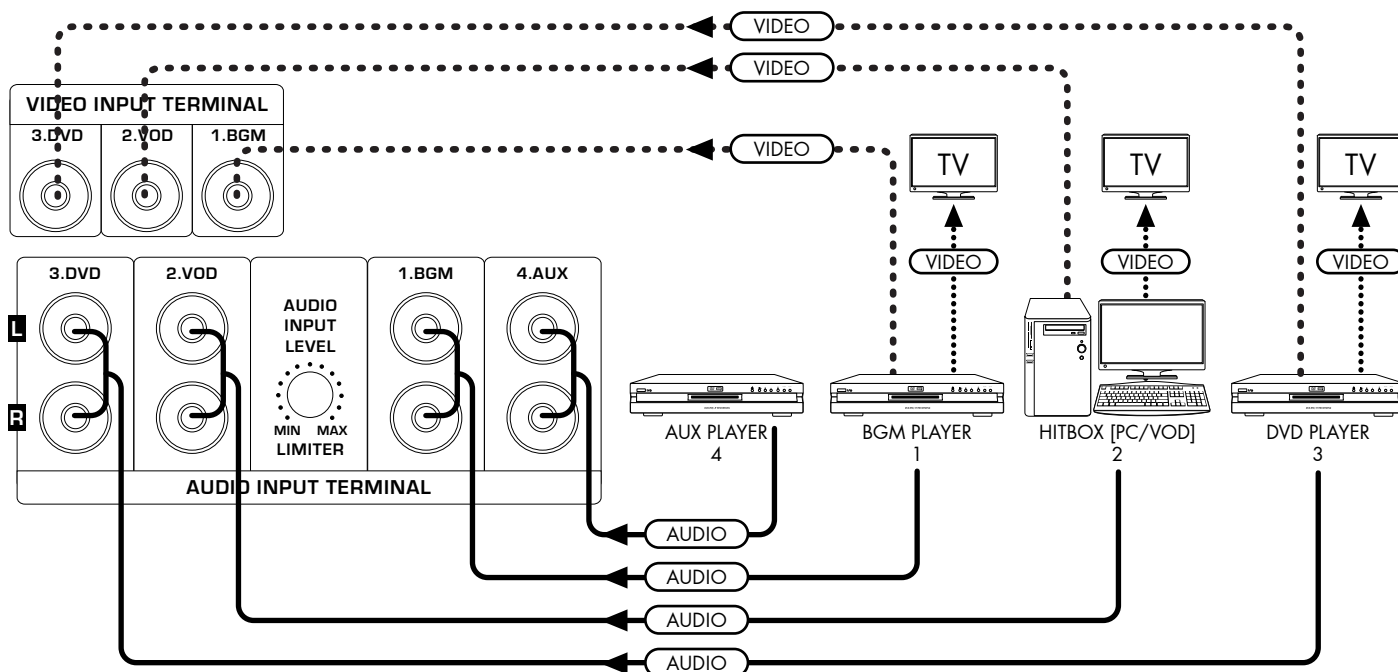 VIDEO
VIDEO
VIDEO INPUT TERMINAL
3.DVD 2.VOD 1.BGM
VIDEO
TV
TV
TV
VIDEO
VIDEO
VIDEO
3.DVD 2.VOD 1.BGM 4.AUX
L
AUDIO
INPUT
LEVEL
R
MIN MAX
LIMITER
AUDIO INPUT TERMINAL
AUX PLAYER
4
BGM PLAYER
1
HITBOX [PC/VOD]
2
DVD PLAYER
3
AUDIO
AUDIO
AUDIO
AUDIO